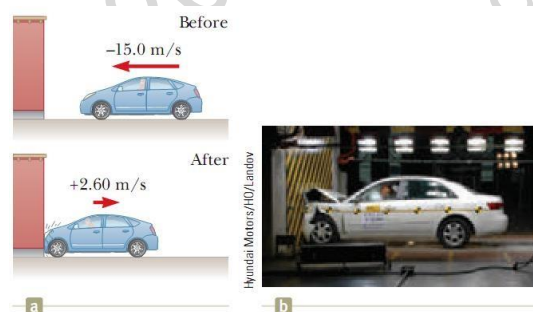 Before
–15.0 m/s
After
+2.60 m/s
Hyundai Motors/HO/Landov
a
b